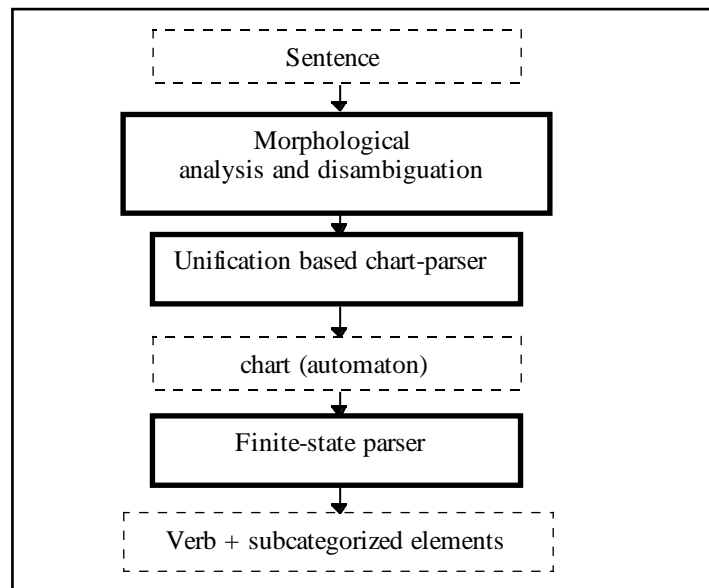 Sentence
Morphological
analysis and disambiguation
Unification based chart-parser
chart (automaton)
Finite-state parser
Verb + subcategorized elements